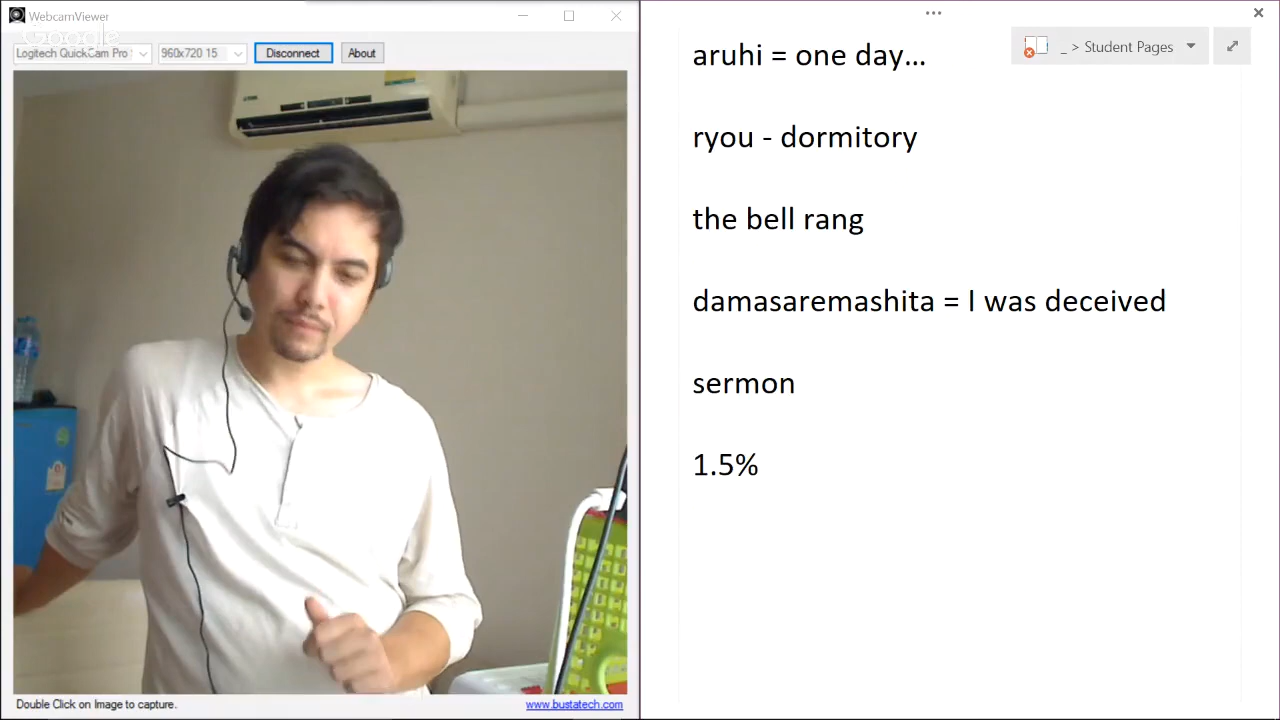 WebcamViewer
Google
Logitech QuickCam Pro
960x720 15
Disconnect
About
Double Click on Image to capture.
www.bustatech.com
_ > Student Pages
aruhi = one day...
ryou - dormitory
the bell rang
damasaremashita = I was deceived
sermon
1.5%